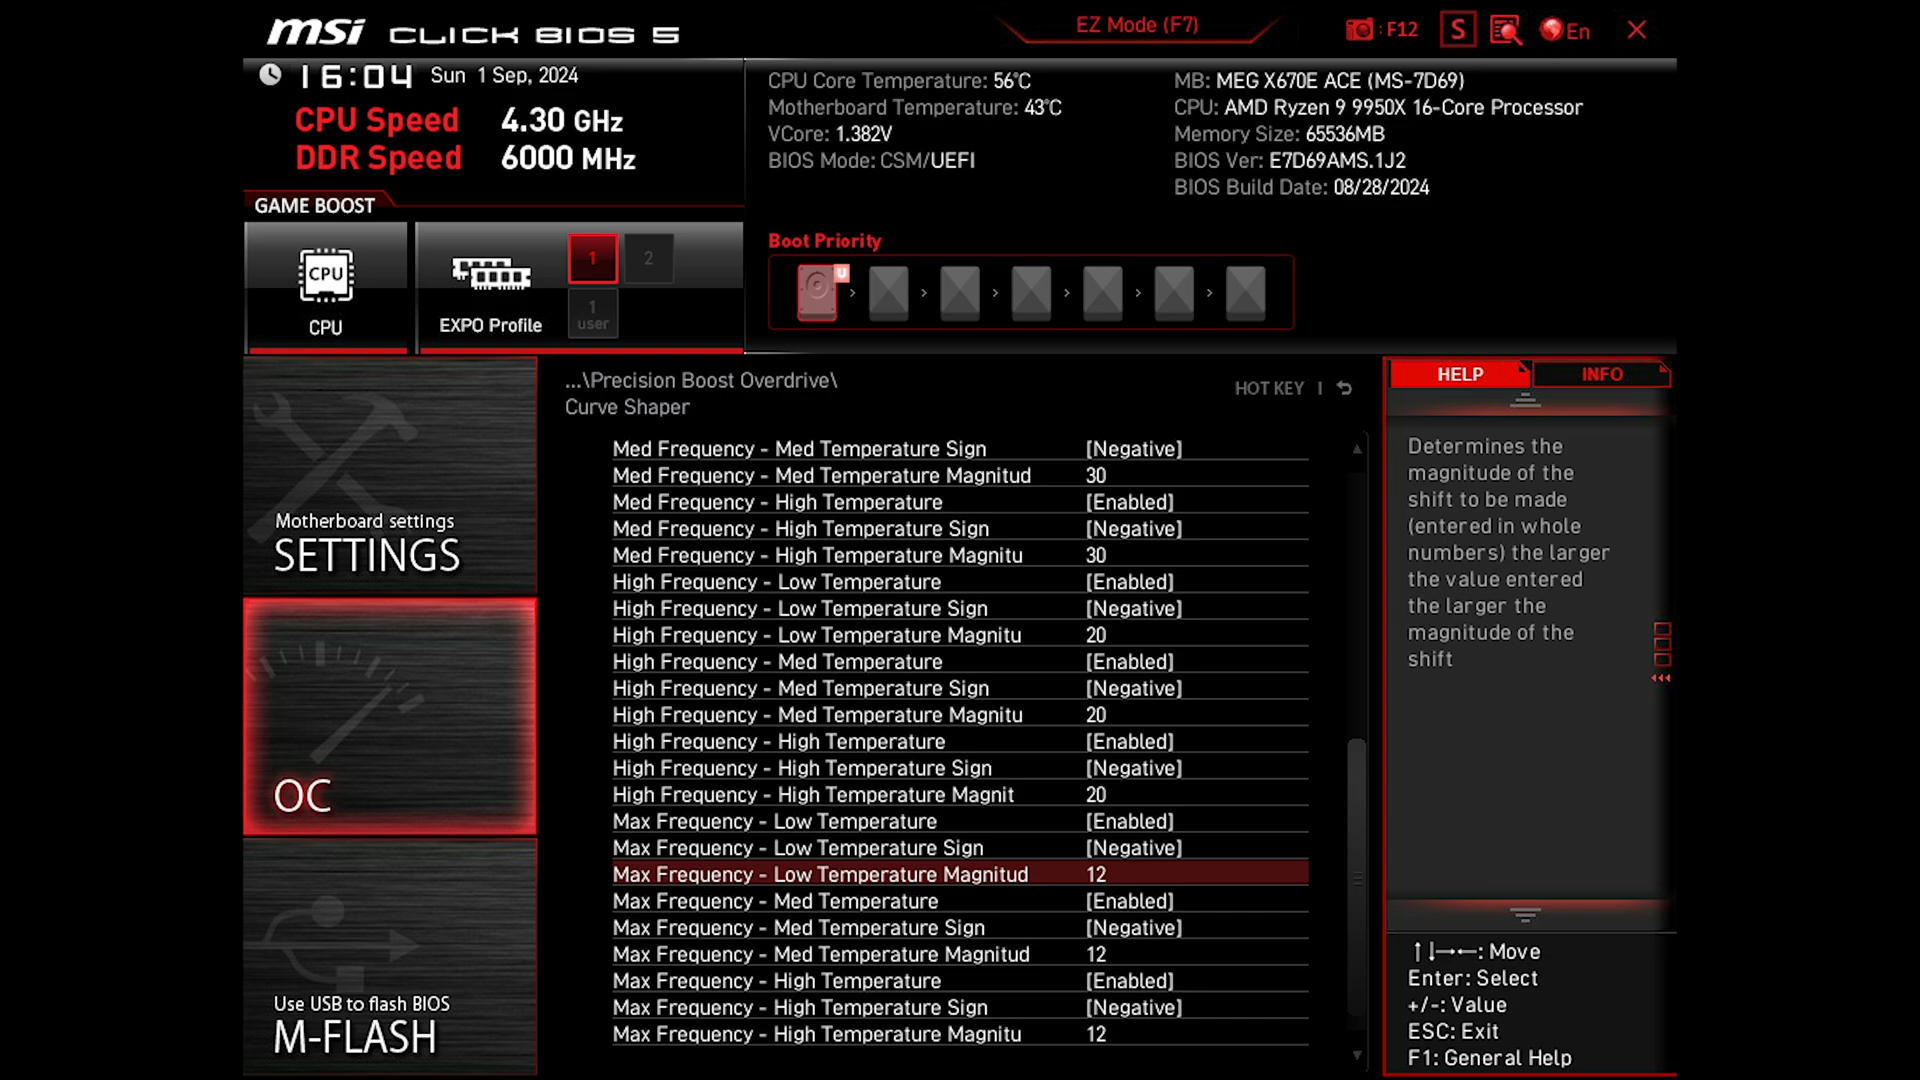 msi CLICK BIOS 5
EZ Mode (F7)
: F12
S
En
16:04 Sun 1 Sep, 2024
CPU Speed 4.30 GHz
DDR Speed 6000 MHz
CPU Core Temperature: 56°C
Motherboard Temperature: 43°C
VCore: 1.382V
BIOS Mode: CSM/UEFI
MB: MEG X670E ACE (MS-7D69)
CPU: AMD Ryzen 9 9950X 16-Core Processor
Memory Size: 65536MB
BIOS Ver: E7D69AMS.1J2
BIOS Build Date: 08/28/2024
GAME BOOST
CPU
CPU
EXPO Profile
1
2
1
user
Boot Priority
U
Motherboard settings
SETTINGS
OC
Use USB to flash BIOS
M-FLASH
...\Precision Boost Overdrive\
Curve Shaper
HOT KEY |
Med Frequency - Med Temperature Sign [Negative]
Med Frequency - Med Temperature Magnitud 30
Med Frequency - High Temperature [Enabled]
Med Frequency - High Temperature Sign [Negative]
Med Frequency - High Temperature Magnitu 30
High Frequency - Low Temperature [Enabled]
High Frequency - Low Temperature Sign [Negative]
High Frequency - Low Temperature Magnitu 20
High Frequency - Med Temperature [Enabled]
High Frequency - Med Temperature Sign [Negative]
High Frequency - Med Temperature Magnitu 20
High Frequency - High Temperature [Enabled]
High Frequency - High Temperature Sign [Negative]
High Frequency - High Temperature Magnit 20
Max Frequency - Low Temperature [Enabled]
Max Frequency - Low Temperature Sign [Negative]
Max Frequency - Low Temperature Magnitud 12
Max Frequency - Med Temperature [Enabled]
Max Frequency - Med Temperature Sign [Negative]
Max Frequency - Med Temperature Magnitud 12
Max Frequency - High Temperature [Enabled]
Max Frequency - High Temperature Sign [Negative]
Max Frequency - High Temperature Magnitu 12
HELP
INFO
Determines the
magnitude of the
shift to be made
(entered in whole
numbers) the larger
the value entered
the larger the
magnitude of the
shift
↑↓→←: Move
Enter: Select
+/-: Value
ESC: Exit
F1: General Help